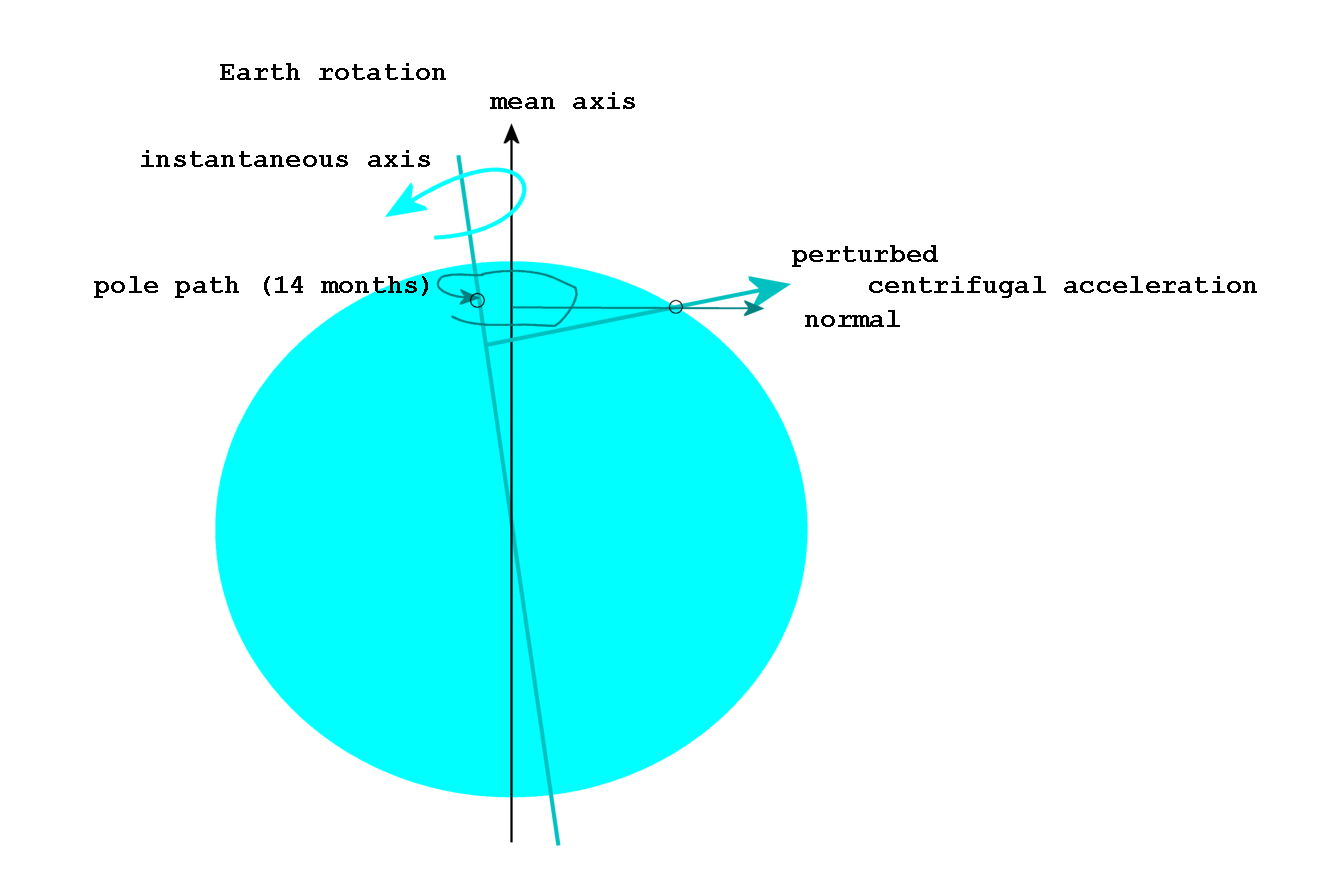 Earth rotation
mean axis
instantaneous axis
perturbed
pole path (14 months)
centrifugal acceleration
normal